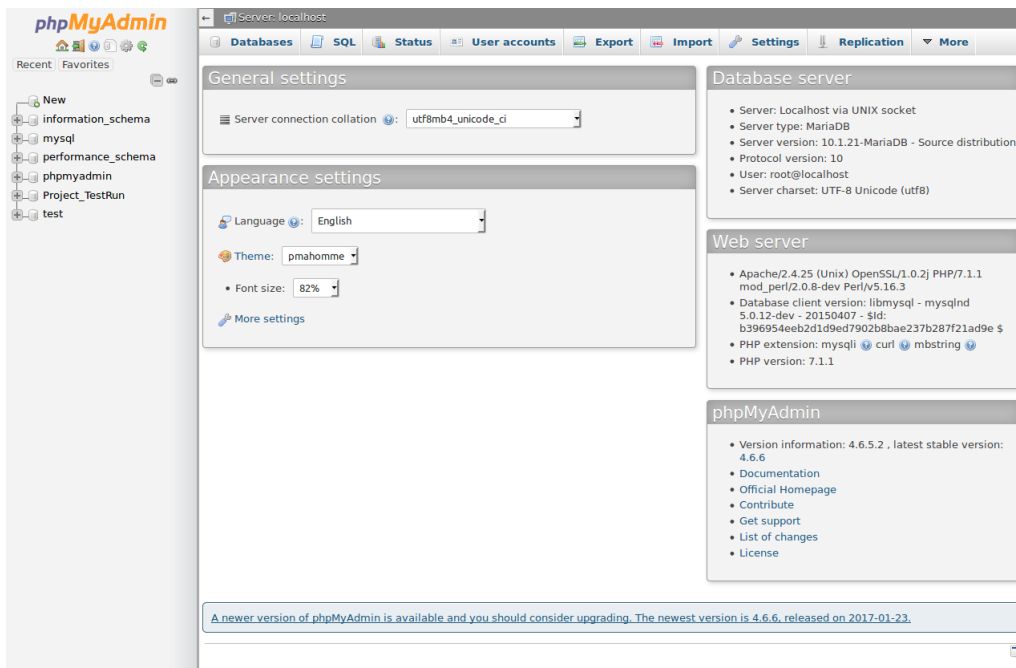 phpMyAdmin
Recent Favorites
New
information_schema
mysql
performance_schema
phpmyadmin
Project_TestRun
test
Server: localhost
Databases SQL Status User accounts Export Import Settings Replication More
General settings
Server connection collation : utf8mb4_unicode_ci
Appearance settings
Language : English
Theme: pmahomme
• Font size: 82%
More settings
Database server
• Server: Localhost via UNIX socket
• Server type: MariaDB
• Server version: 10.1.21-MariaDB - Source distribution
• Protocol version: 10
• User: root@localhost
• Server charset: UTF-8 Unicode (utf8)
Web server
• Apache/2.4.25 (Unix) OpenSSL/1.0.2j PHP/7.1.1
mod_perl/2.0.8-dev Perl/v5.16.3
• Database client version: libmysql - mysqlnd
5.0.12-dev - 20150407 - $Id:
b396954eeb2d1d9ed7902b8bae237b287f21ad9e $
• PHP extension: mysqli curl mbstring
• PHP version: 7.1.1
phpMyAdmin
• Version information: 4.6.5.2 , latest stable version:
4.6.6
• Documentation
• Official Homepage
• Contribute
• Get support
• List of changes
• License
A newer version of phpMyAdmin is available and you should consider upgrading. The newest version is 4.6.6, released on 2017-01-23.